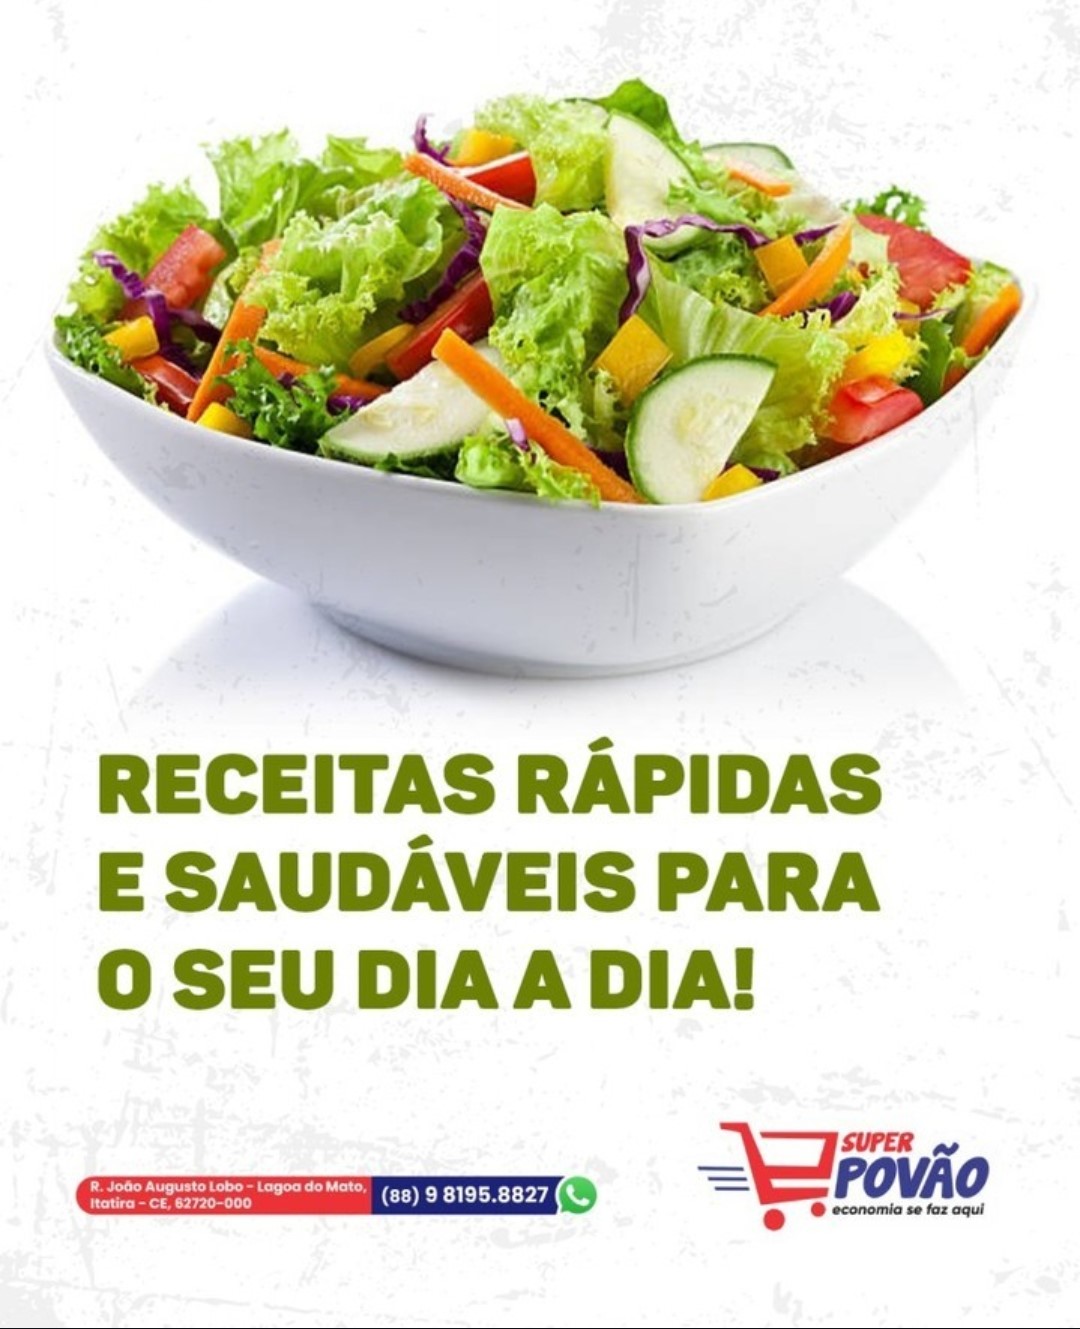 RECEITAS RÁPIDAS
E SAUDÁVEIS PARA
O SEU DIA A DIA!
R. João Augusto Lobo - Lagoa do Mato,
Itatira - CE, 62720-000
(88) 9 8195.8827
SUPER
POVÃO
economia se faz aqui